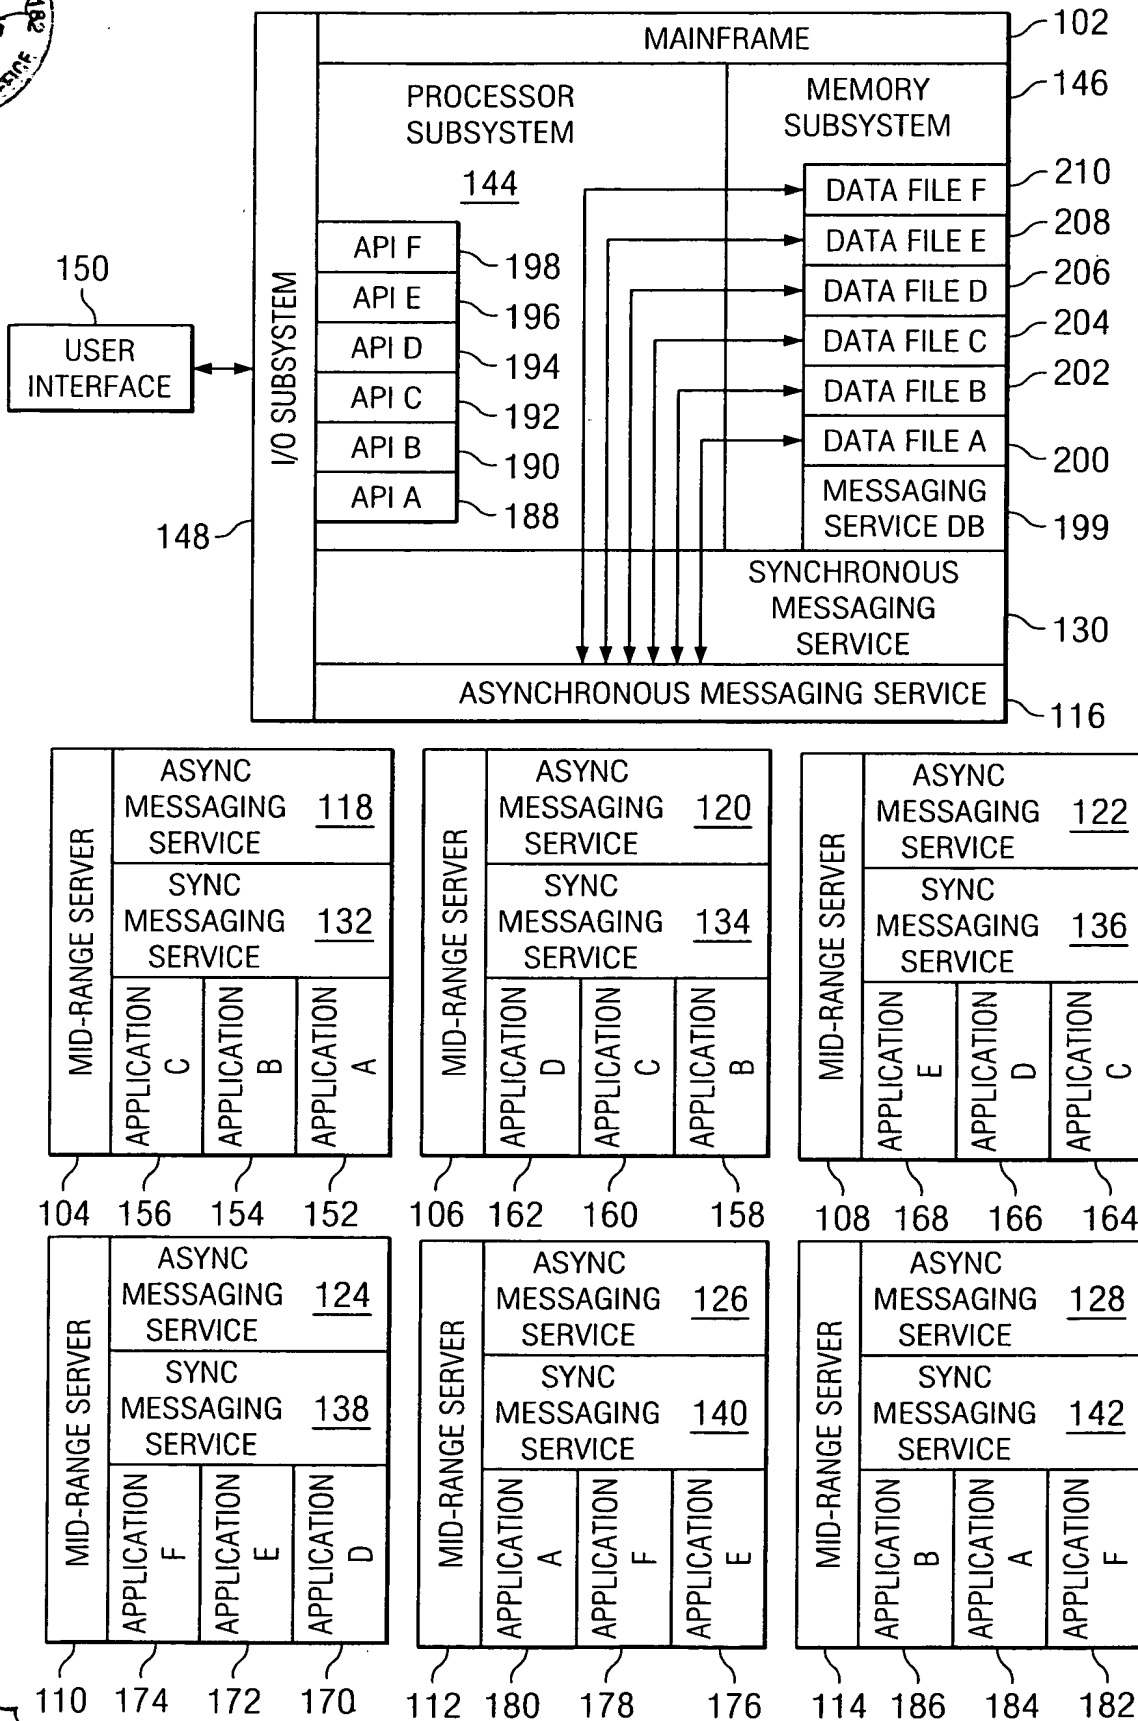 182
OFFICE
MAINFRAME
102
PROCESSOR
SUBSYSTEM
144
MEMORY
SUBSYSTEM
146
DATA FILE F
210
DATA FILE E
208
DATA FILE D
206
DATA FILE C
204
DATA FILE B
202
DATA FILE A
200
MESSAGING
SERVICE DB
199
API F
198
API E
196
API D
194
API C
192
API B
190
API A
188
150
USER
INTERFACE
I/O SUBSYSTEM
148
SYNCHRONOUS
MESSAGING
SERVICE
130
ASYNCHRONOUS MESSAGING SERVICE
116
MID-RANGE SERVER
ASYNC
MESSAGING
SERVICE
118
SYNC
MESSAGING
SERVICE
132
APPLICATION
C
APPLICATION
B
APPLICATION
A
104
156
154
152
MID-RANGE SERVER
ASYNC
MESSAGING
SERVICE
120
SYNC
MESSAGING
SERVICE
134
APPLICATION
D
APPLICATION
C
APPLICATION
B
106
162
160
158
MID-RANGE SERVER
ASYNC
MESSAGING
SERVICE
122
SYNC
MESSAGING
SERVICE
136
APPLICATION
E
APPLICATION
D
APPLICATION
C
108
168
166
164
MID-RANGE SERVER
ASYNC
MESSAGING
SERVICE
124
SYNC
MESSAGING
SERVICE
138
APPLICATION
F
APPLICATION
E
APPLICATION
D
110
174
172
170
MID-RANGE SERVER
ASYNC
MESSAGING
SERVICE
126
SYNC
MESSAGING
SERVICE
140
APPLICATION
A
APPLICATION
F
APPLICATION
E
112
180
178
176
MID-RANGE SERVER
ASYNC
MESSAGING
SERVICE
128
SYNC
MESSAGING
SERVICE
142
APPLICATION
B
APPLICATION
A
APPLICATION
F
114
186
184
182